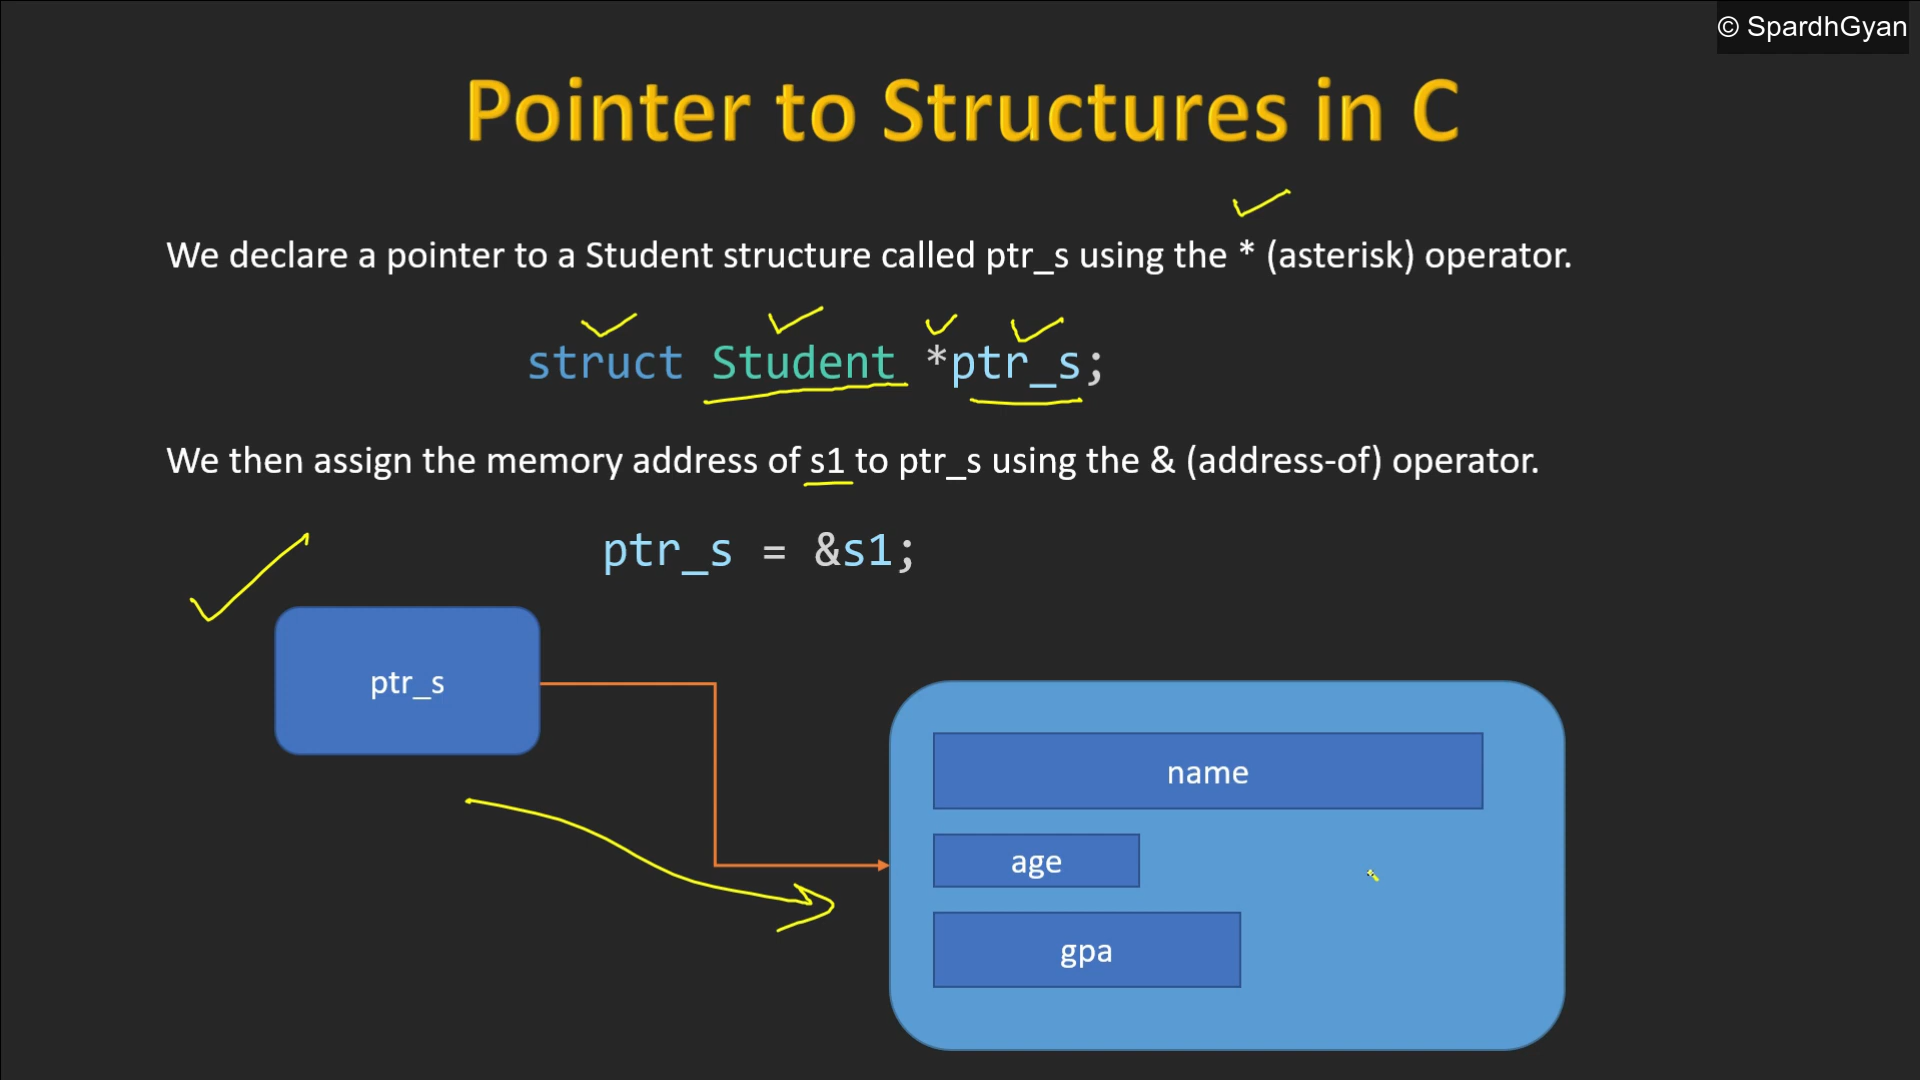 © SpardhGyan
Pointer to Structures in C
We declare a pointer to a Student structure called ptr_s using the * (asterisk) operator.
struct Student *ptr_s;
We then assign the memory address of s1 to ptr_s using the & (address-of) operator.
ptr_s = &s1;
ptr_s
name
age
gpa